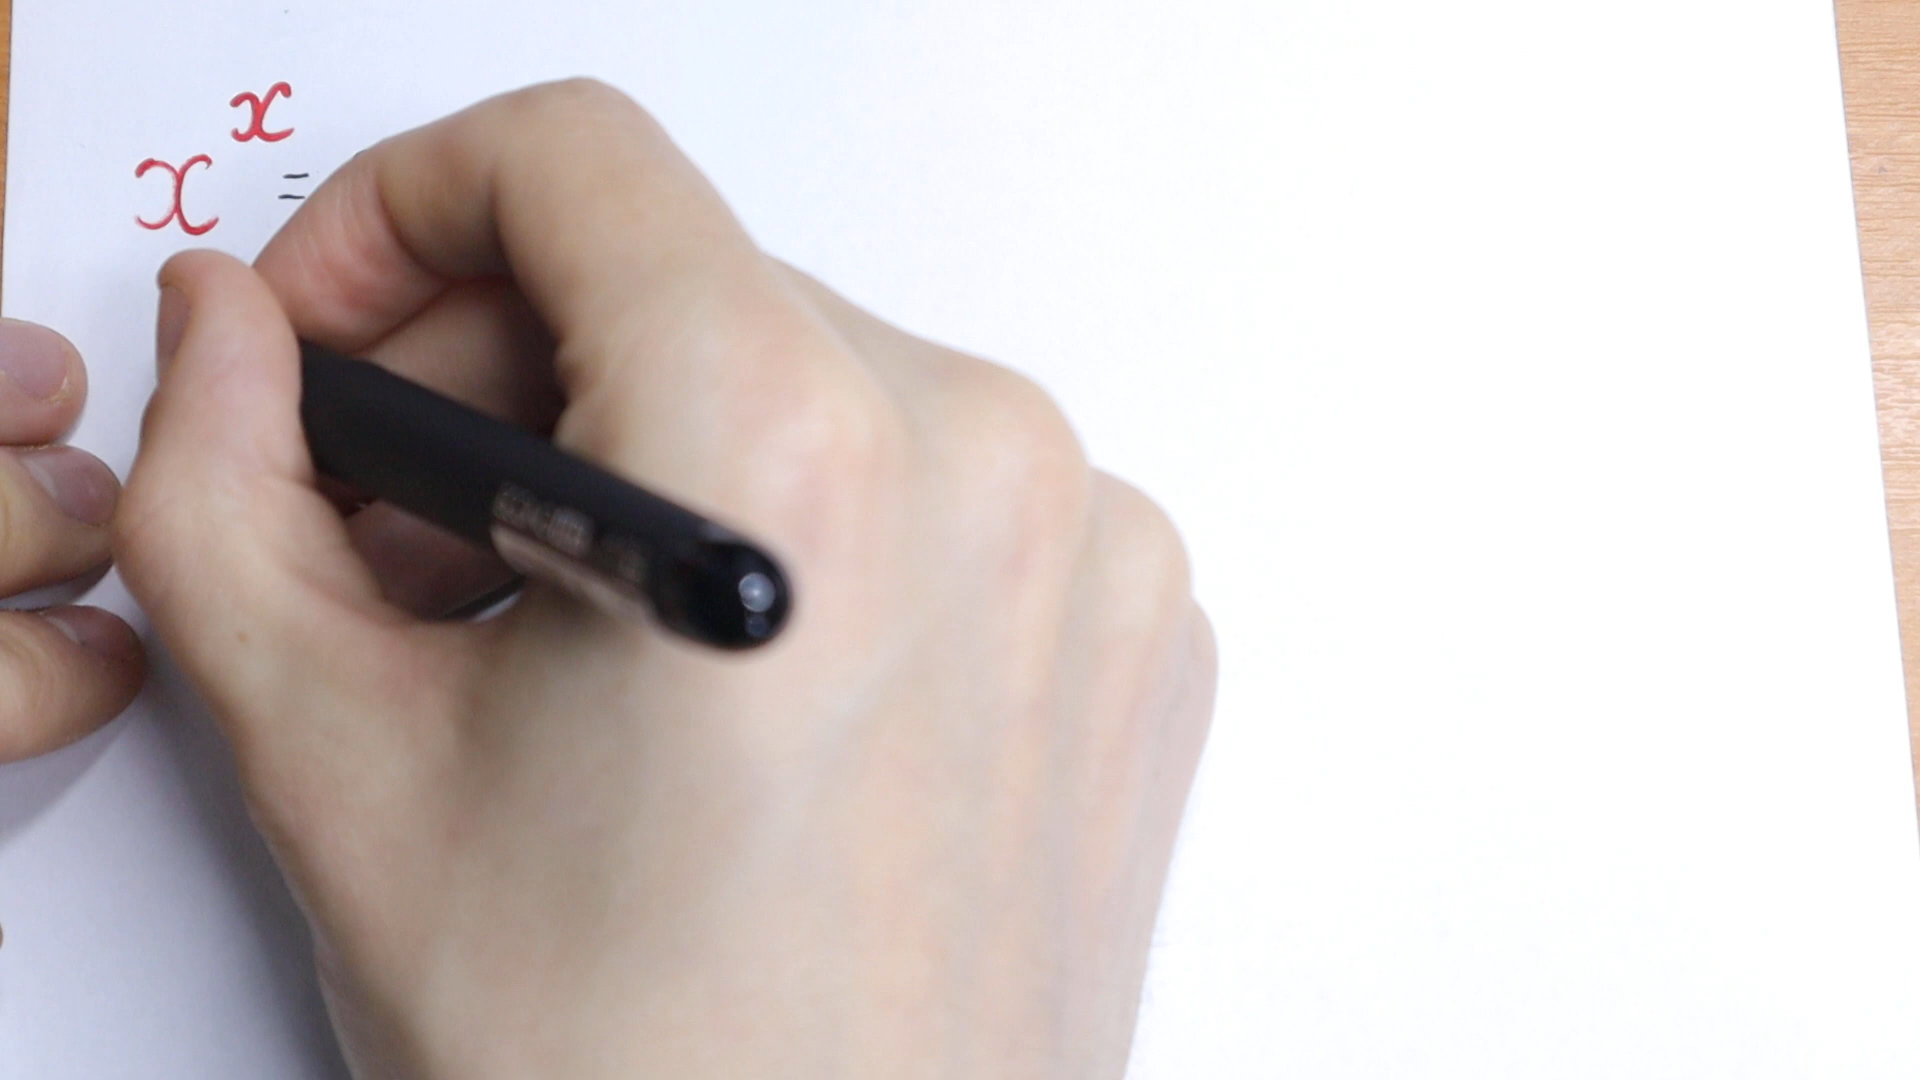 x^x =